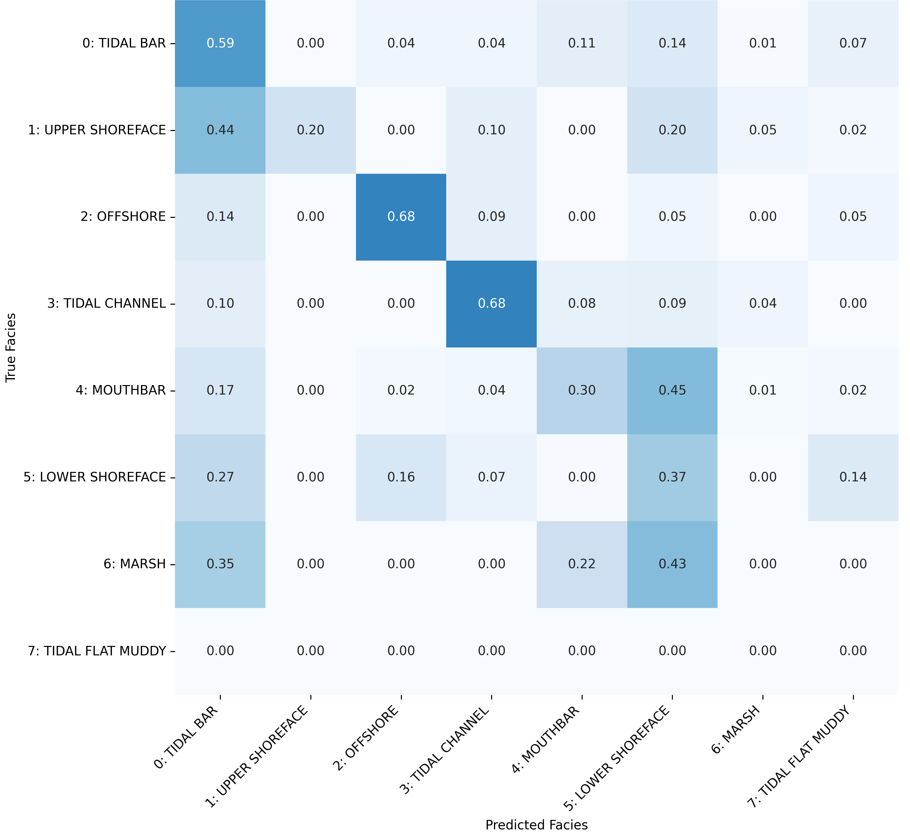 0: TIDAL BAR 0.59 0.00 0.04 0.04 0.11 0.14 0.01 0.07
1: UPPER SHOREFACE 0.44 0.20 0.00 0.10 0.00 0.20 0.05 0.02
2: OFFSHORE 0.14 0.00 0.68 0.09 0.00 0.05 0.00 0.05
3: TIDAL CHANNEL 0.10 0.00 0.00 0.68 0.08 0.09 0.04 0.00
True Facies
4: MOUTHBAR 0.17 0.00 0.02 0.04 0.30 0.45 0.01 0.02
5: LOWER SHOREFACE 0.27 0.00 0.16 0.07 0.00 0.37 0.00 0.14
6: MARSH 0.35 0.00 0.00 0.00 0.22 0.43 0.00 0.00
7: TIDAL FLAT MUDDY 0.00 0.00 0.00 0.00 0.00 0.00 0.00 0.00
0: TIDAL BAR
1: UPPER SHOREFACE
2: OFFSHORE
3: TIDAL CHANNEL
4: MOUTHBAR
5: LOWER SHOREFACE
6: MARSH
7: TIDAL FLAT MUDDY
Predicted Facies